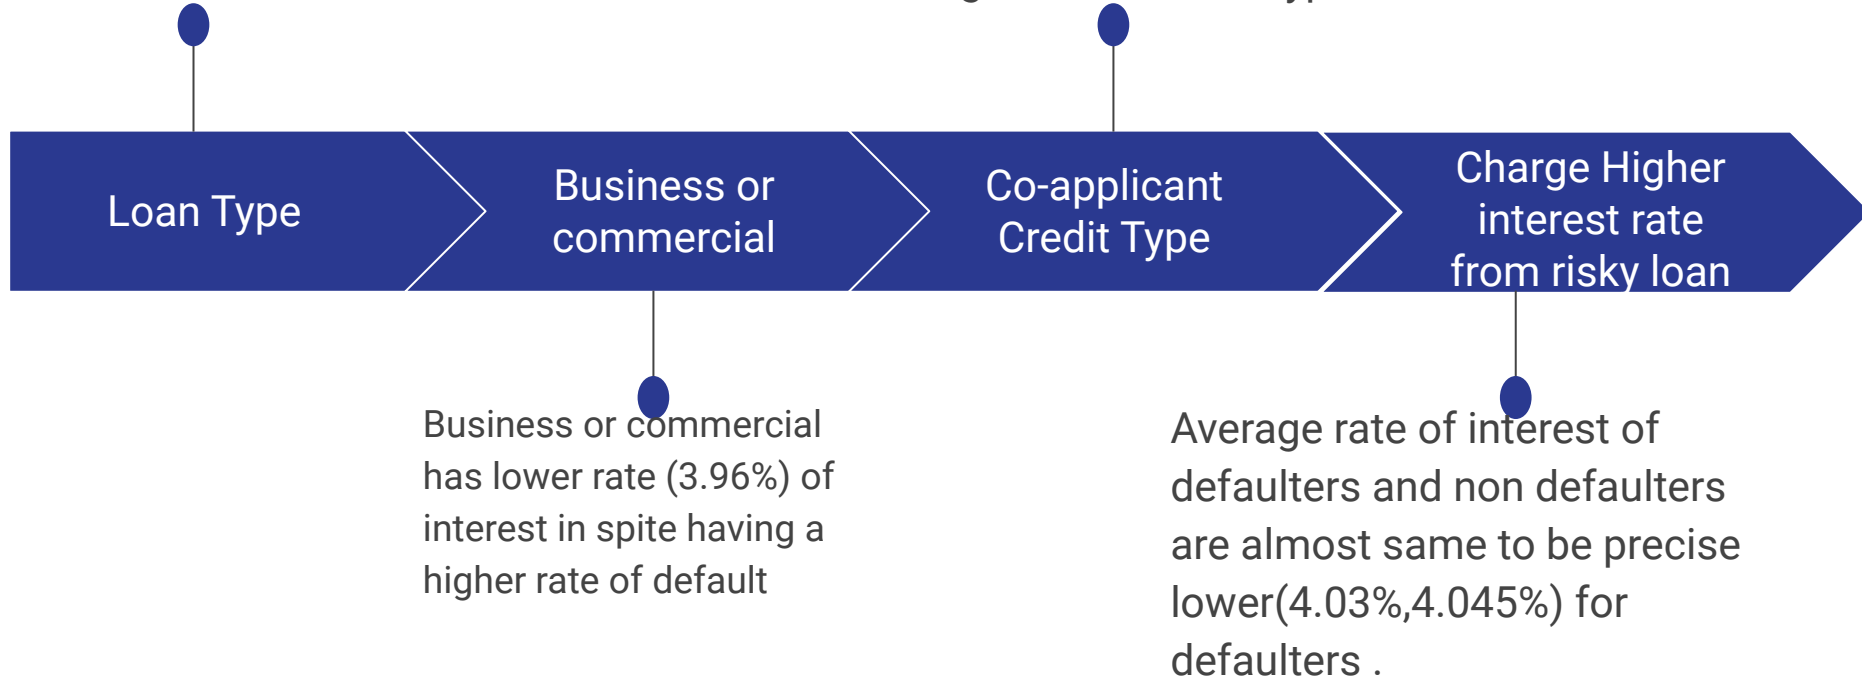 Loan Type
Business or
commercial
Co-applicant
Credit Type
Charge Higher
interest rate
from risky loan
Business or commercial
has lower rate (3.96%) of
interest in spite having a
higher rate of default
Average rate of interest of
defaulters and non defaulters
are almost same to be precise
lower(4.03%,4.045%) for
defaulters .